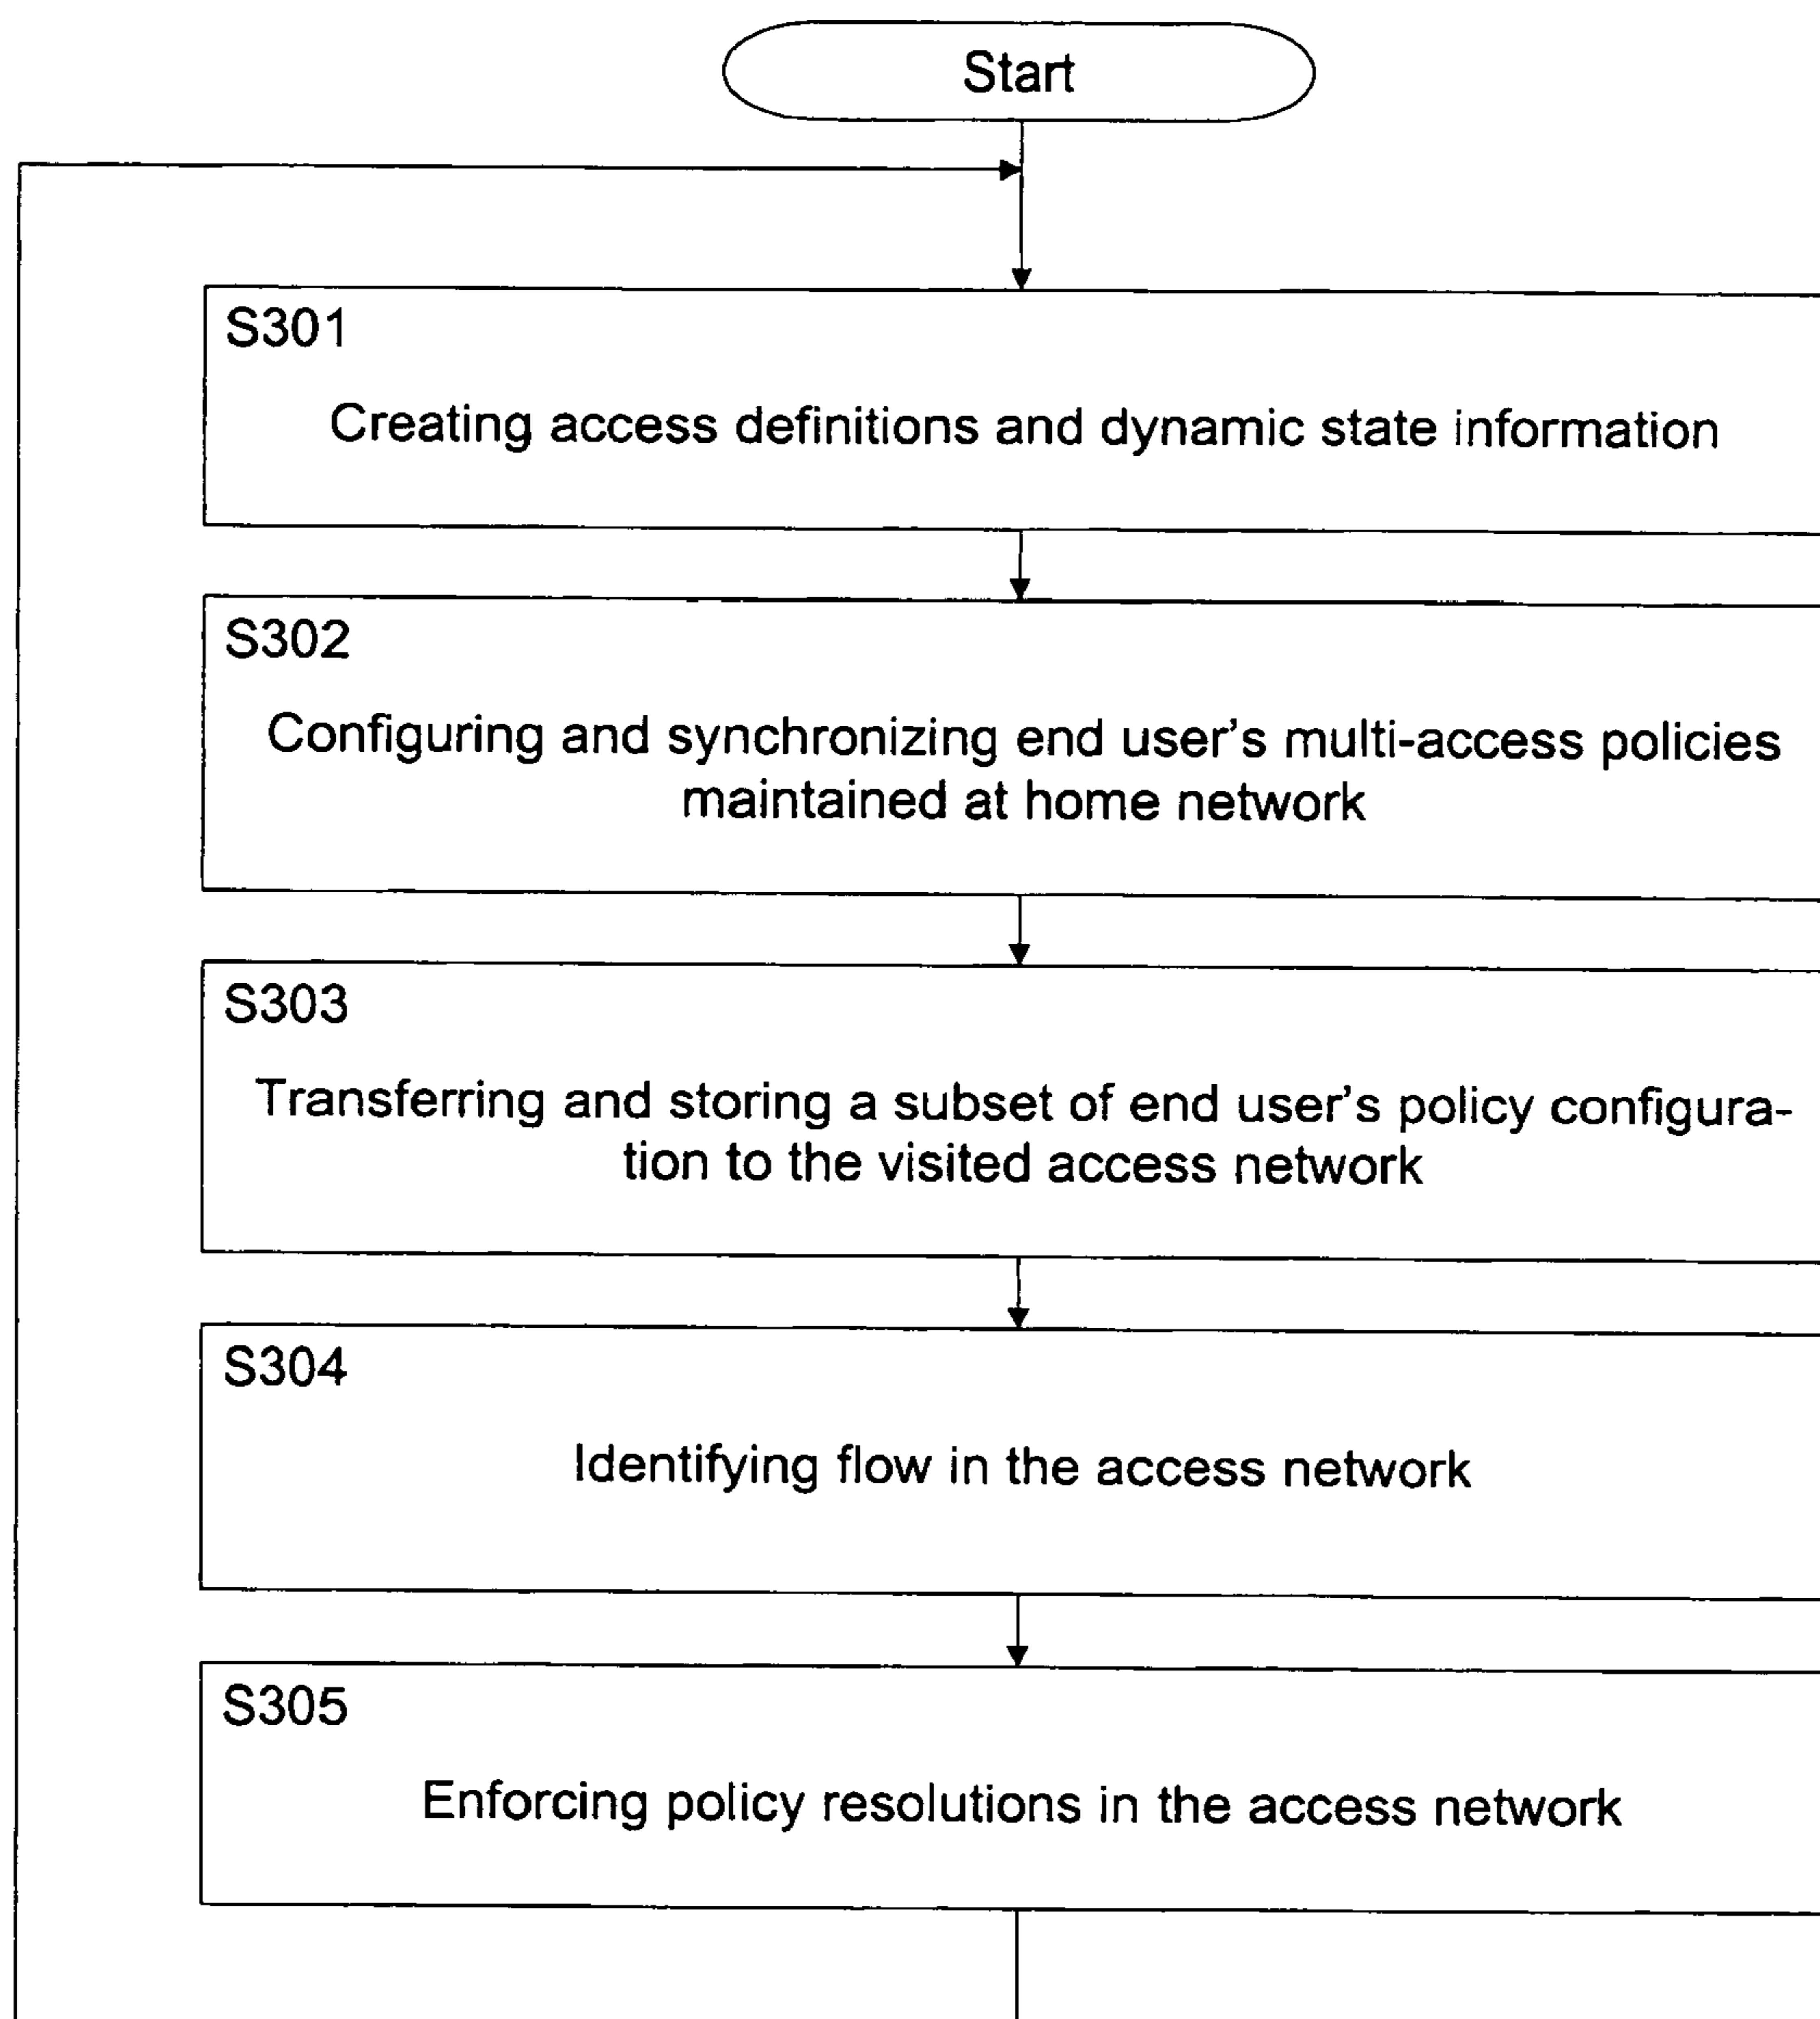 Start
S301
Creating access definitions and dynamic state information
S302
Configuring and synchronizing end user's multi-access policies
maintained at home network
S303
Transferring and storing a subset of end user's policy configura-
tion to the visited access network
S304
Identifying flow in the access network
S305
Enforcing policy resolutions in the access network